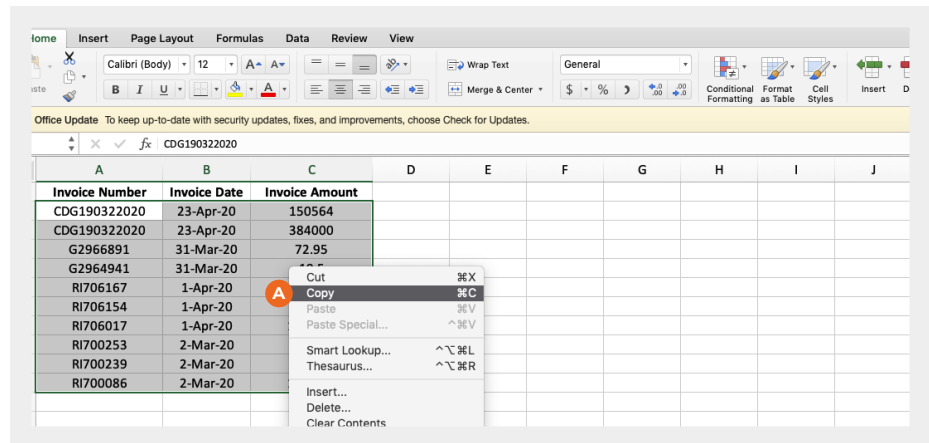 Home Insert Page Layout Formulas Data Review View
Calibri (Body) 12 A A Wrap Text General
B I U A Merge & Center $ % ) .0 .00 .00 .0 Conditional Formatting Format as Table Cell Styles Insert
Office Update To keep up-to-date with security updates, fixes, and improvements, choose Check for Updates.
fx CDG190322020
A B C D E F G H I J
Invoice Number Invoice Date Invoice Amount
CDG190322020 23-Apr-20 150564
CDG190322020 23-Apr-20 384000
G2966891 31-Mar-20 72.95
G2964941 31-Mar-20
Cut ⌘X
RI706167 1-Apr-20 A Copy ⌘C
RI706154 1-Apr-20 Paste ⌘V
RI706017 1-Apr-20 Paste Special... ^⌘V
RI700253 2-Mar-20 Smart Lookup... ^⌥⌘L
RI700239 2-Mar-20 Thesaurus... ^⌥⌘R
RI700086 2-Mar-20 Insert...
Delete...
Clear Contents